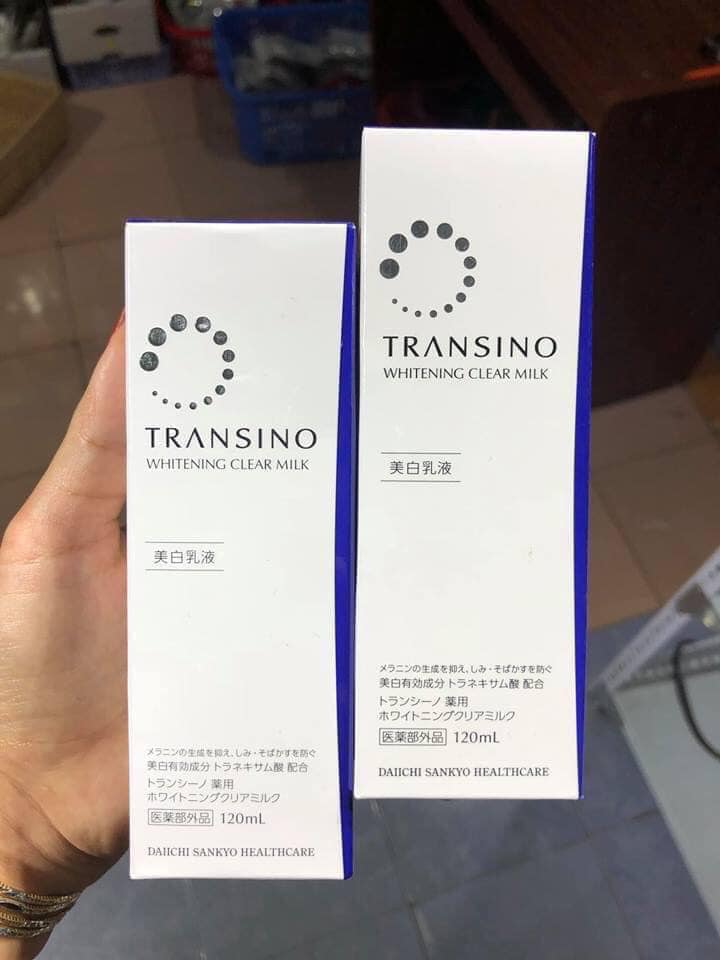 TRANSINO
WHITENING CLEAR MILK
美白乳液
メラニンの生成を抑え、しみ・そばかすを防ぐ
美白有効成分 トラネキサム酸 配合
トランシーノ 薬用
ホワイトニングクリアミルク
医薬部外品 120mL
DAIICHI SANKYO HEALTHCARE
TRANSINO
WHITENING CLEAR MILK
美白乳液
メラニンの生成を抑え、しみ・そばかすを防ぐ
美白有効成分 トラネキサム酸 配合
トランシーノ 薬用
ホワイトニングクリアミルク
医薬部外品 120mL
DAIICHI SANKYO HEALTHCARE